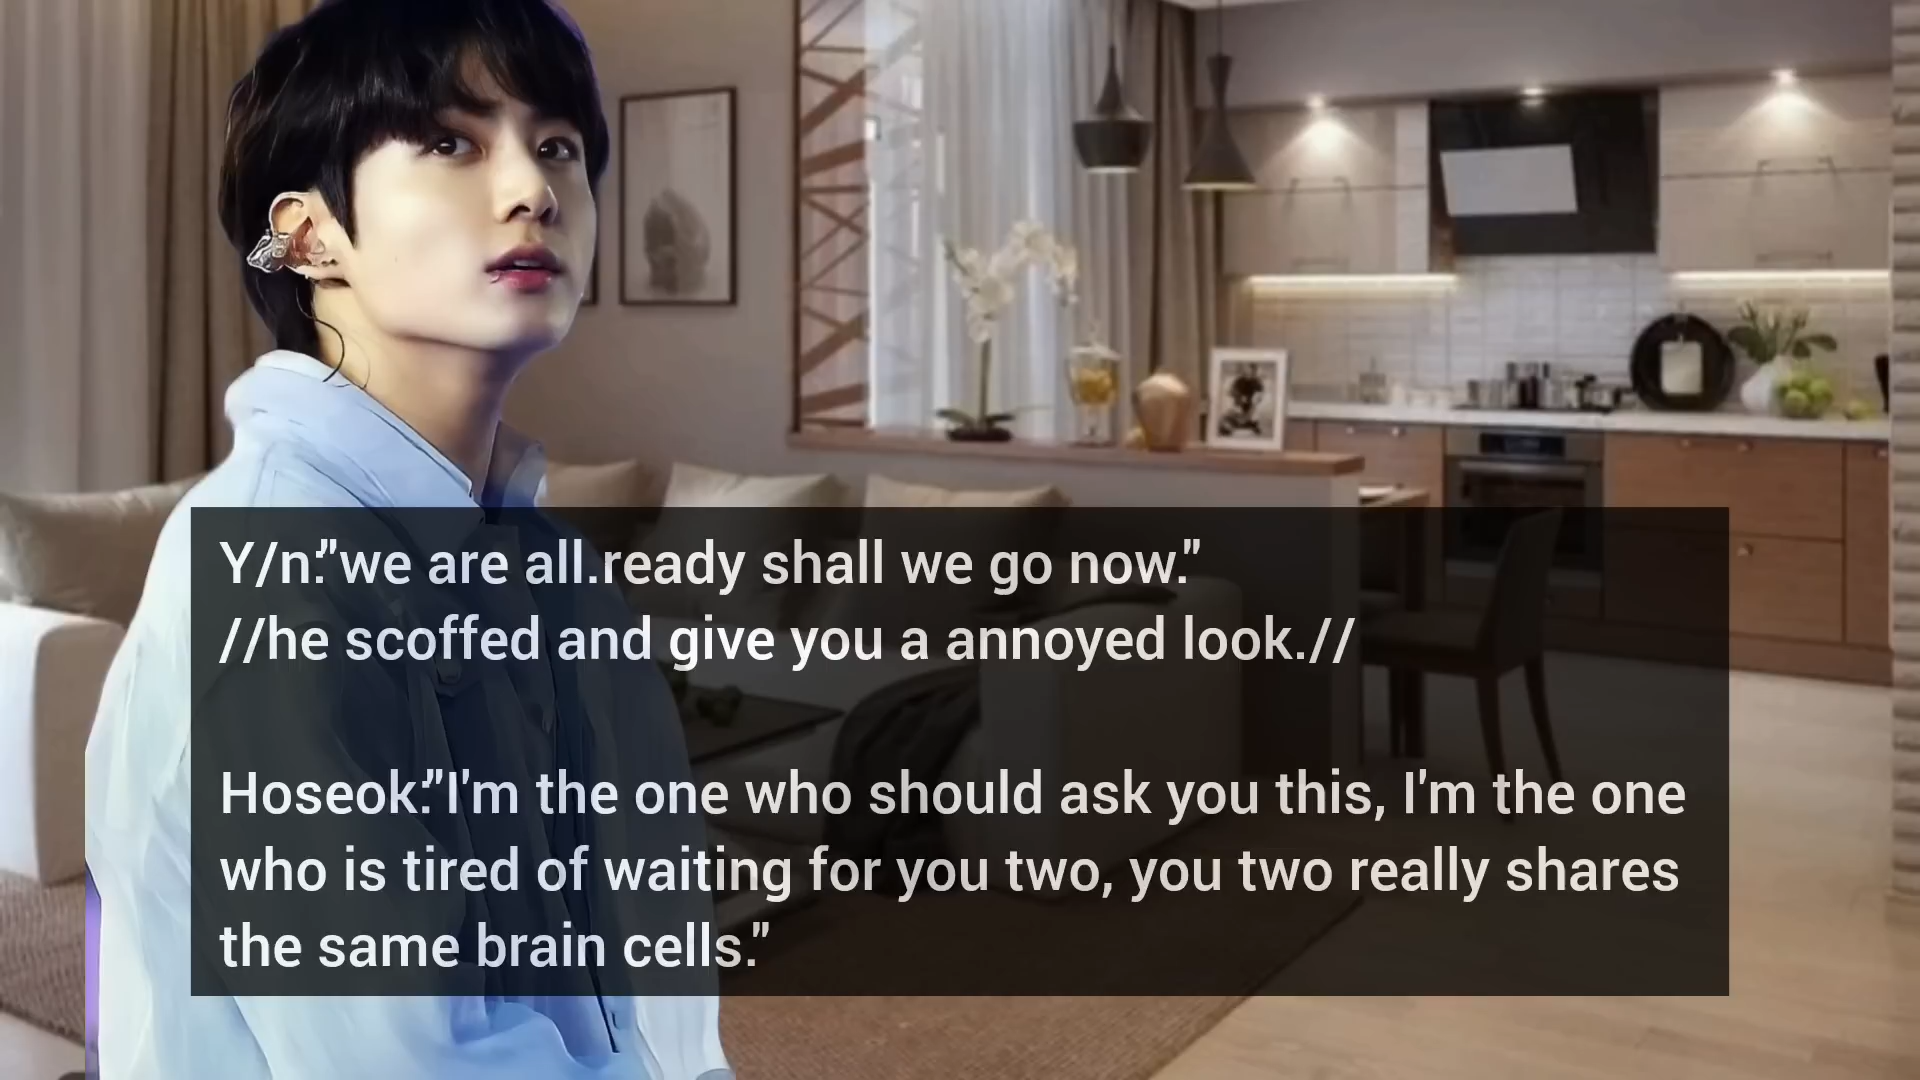 Y/n:"we are all.ready shall we go now."
//he scoffed and give you a annoyed look.//
Hoseok:"I'm the one who should ask you this, I'm the one
who is tired of waiting for you two, you two really shares
the same brain cells."